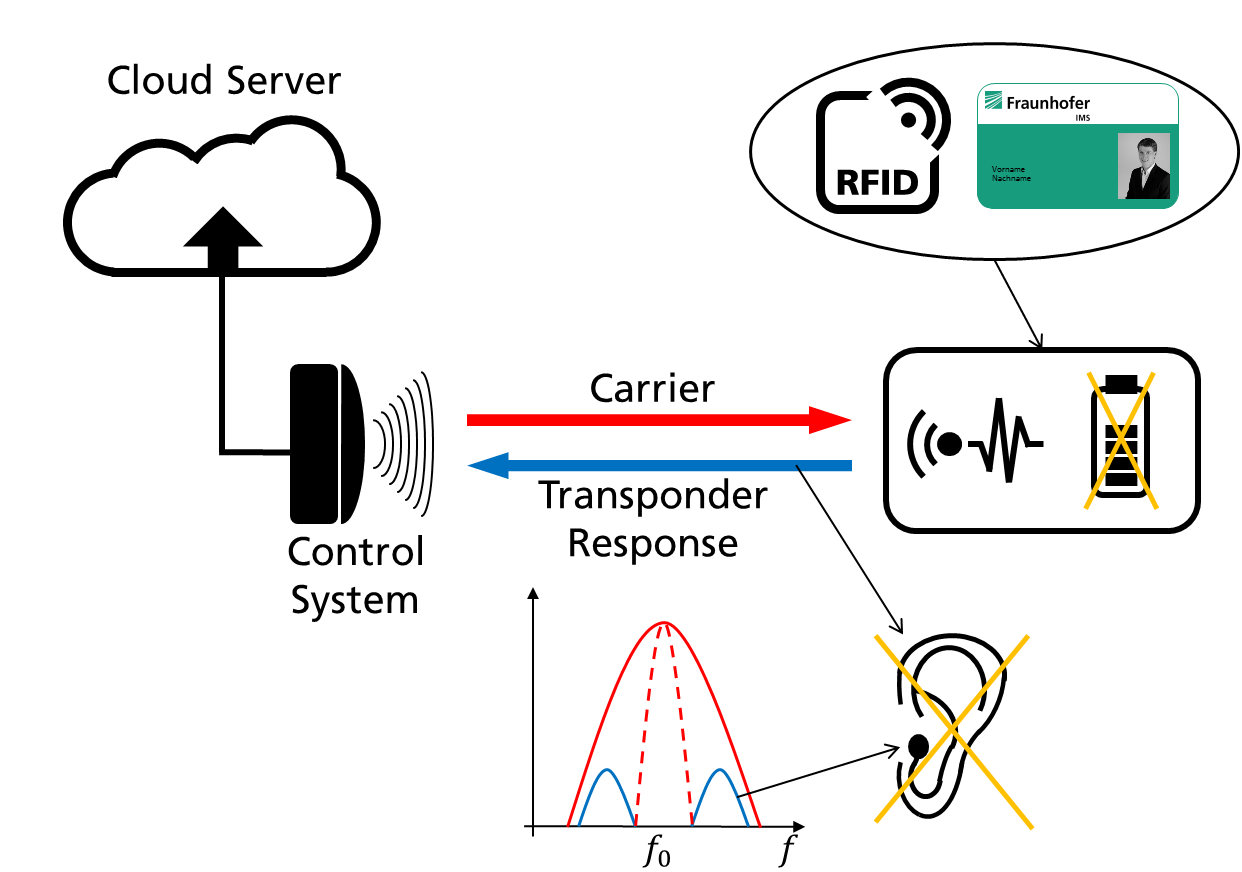 Cloud Server
RFID
Fraunhofer
IMS
Vorname
Nachname
Carrier
Transponder
Response
Control
System
f₀
f